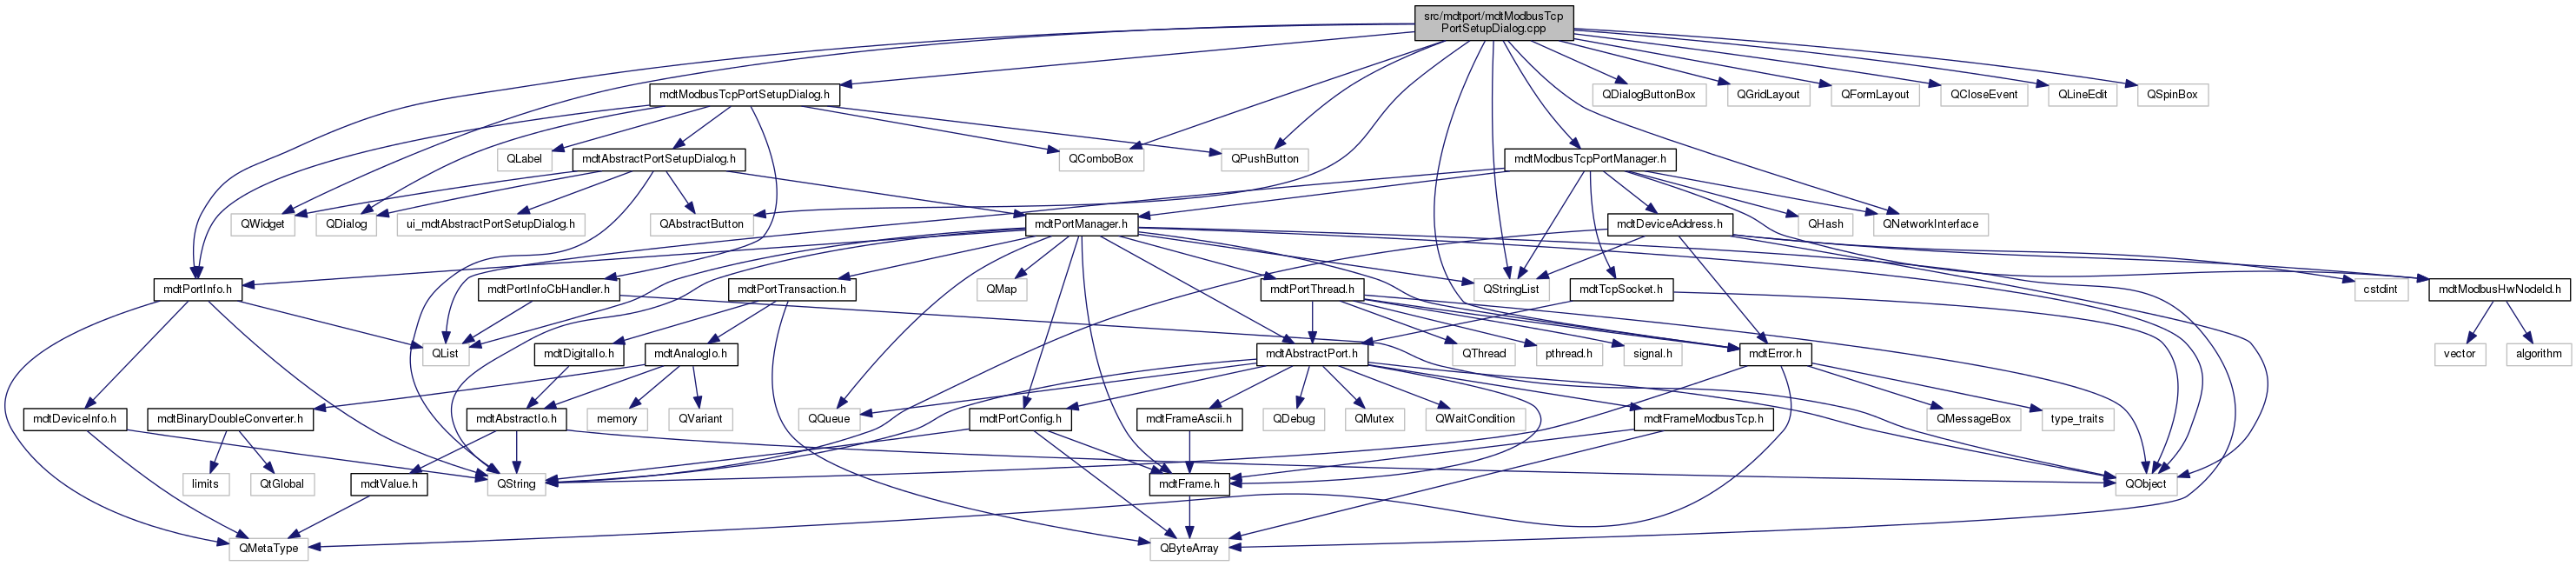 src/mdtport/mdtModbusTcp
PortSetupDialog.cpp
mdtModbusTcpPortSetupDialog.h
QDialogButtonBox
QGridLayout
QFormLayout
QCloseEvent
QLineEdit
QSpinBox
QLabel
mdtAbstractPortSetupDialog.h
QComboBox
QPushButton
mdtModbusTcpPortManager.h
QWidget
QDialog
ui_mdtAbstractPortSetupDialog.h
QAbstractButton
mdtPortManager.h
mdtDeviceAddress.h
QHash
QNetworkInterface
mdtPortInfo.h
mdtPortInfoCbHandler.h
mdtPortTransaction.h
QMap
mdtPortThread.h
QStringList
mdtTcpSocket.h
cstdint
mdtModbusHwNodeId.h
QList
mdtDigitalIo.h
mdtAnalogIo.h
mdtAbstractPort.h
QThread
pthread.h
signal.h
mdtError.h
vector
algorithm
mdtDeviceInfo.h
mdtBinaryDoubleConverter.h
mdtAbstractIo.h
memory
QVariant
QQueue
mdtPortConfig.h
mdtFrameAscii.h
QDebug
QMutex
QWaitCondition
mdtFrameModbusTcp.h
QMessageBox
type_traits
limits
QtGlobal
mdtValue.h
QString
mdtFrame.h
QObject
QMetaType
QByteArray